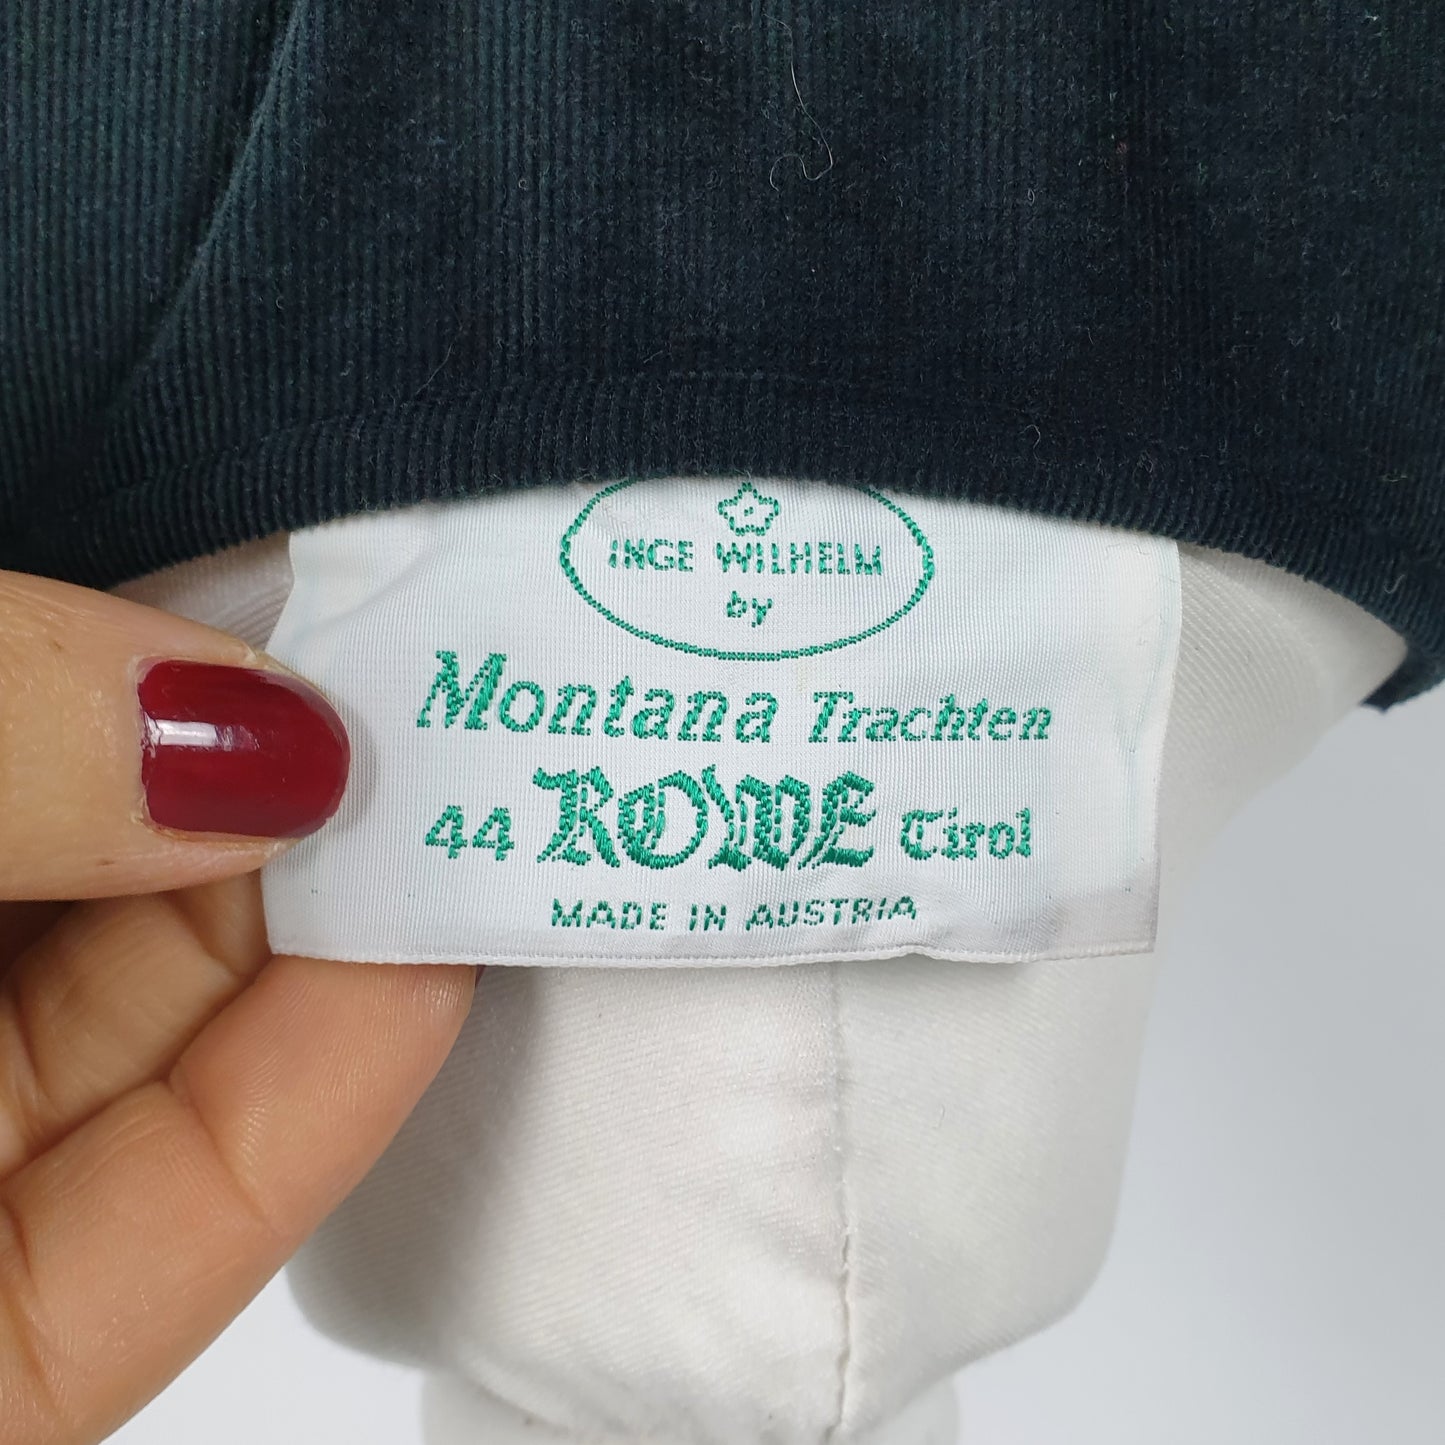 INGE WILHELM
by
Montana Trachten
44 ROWE Tirol
MADE IN AUSTRIA